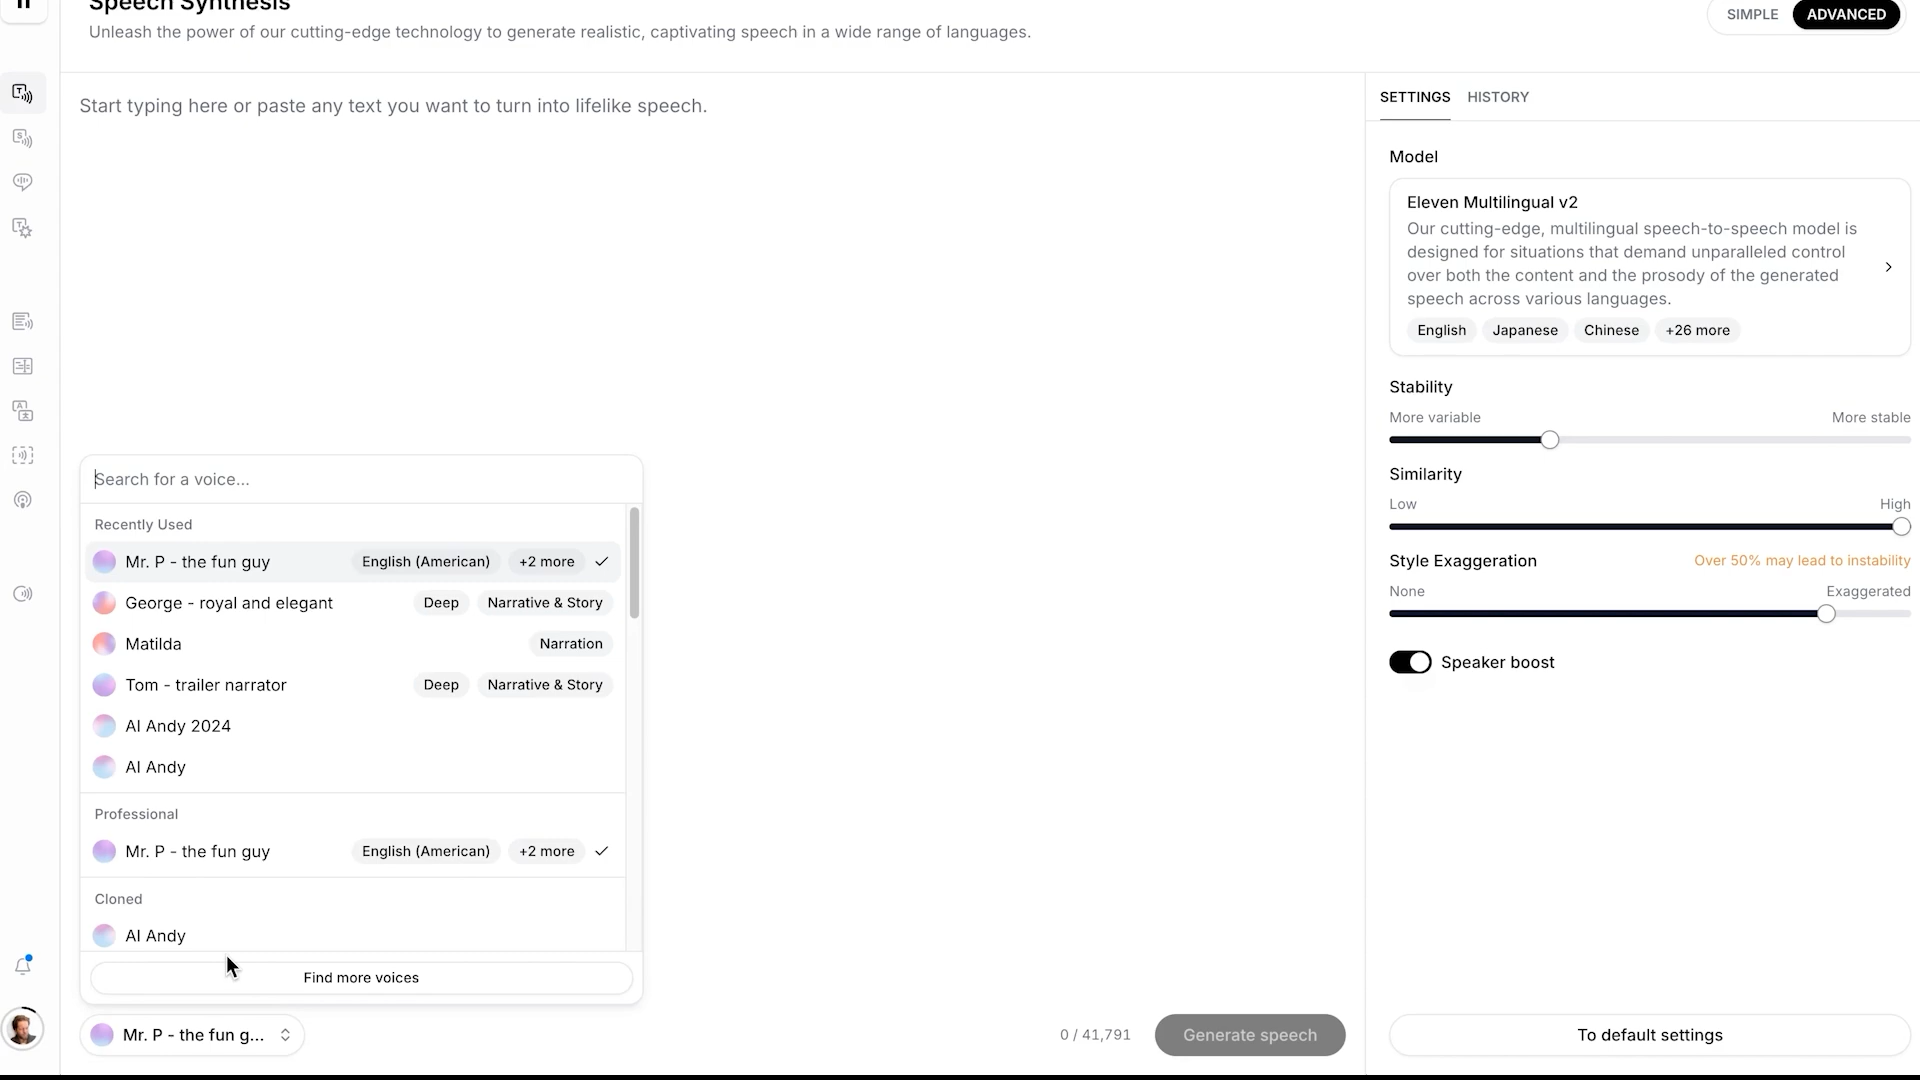 Speech Synthesis
Unleash the power of our cutting-edge technology to generate realistic, captivating speech in a wide range of languages.
SIMPLE
ADVANCED
Start typing here or paste any text you want to turn into lifelike speech.
SETTINGS
HISTORY
Model
Eleven Multilingual v2
Our cutting-edge, multilingual speech-to-speech model is
designed for situations that demand unparalleled control
over both the content and the prosody of the generated
speech across various languages.
English
Japanese
Chinese
+26 more
Stability
More variable
More stable
Similarity
Low
High
Style Exaggeration
Over 50% may lead to instability
None
Exaggerated
Speaker boost
Search for a voice...
Recently Used
Mr. P - the fun guy
English (American)
+2 more
George - royal and elegant
Deep
Narrative & Story
Matilda
Narration
Tom - trailer narrator
Deep
Narrative & Story
AI Andy 2024
AI Andy
Professional
Mr. P - the fun guy
English (American)
+2 more
Cloned
AI Andy
Find more voices
Mr. P - the fun g...
0 / 41,791
Generate speech
To default settings